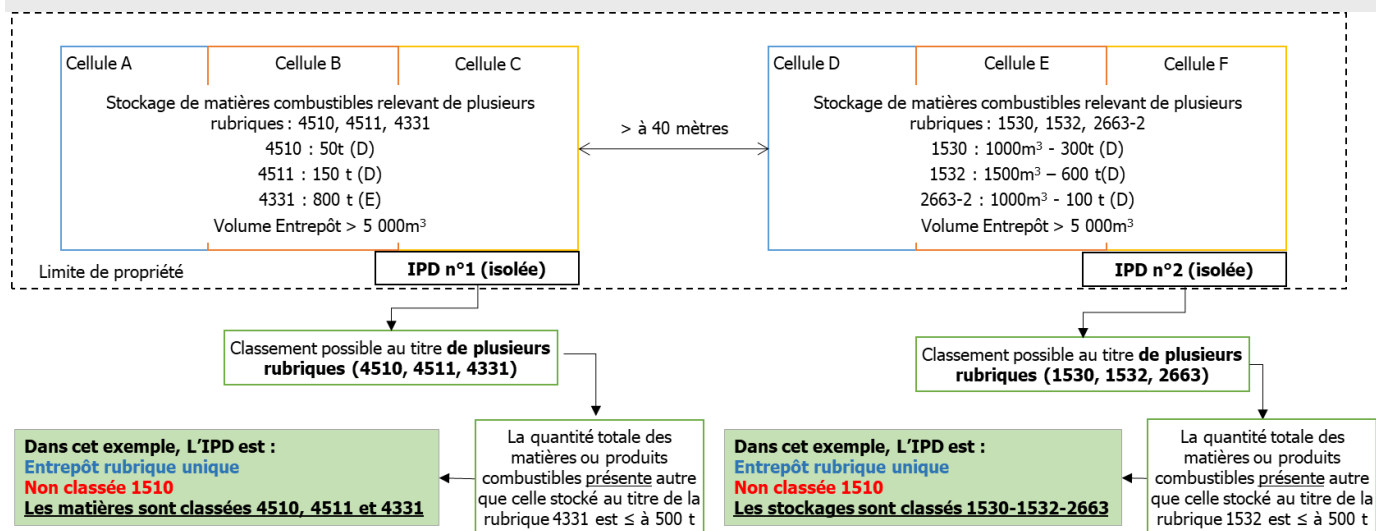 Cellule A
Cellule B
Cellule C
Stockage de matières combustibles relevant de plusieurs
rubriques : 4510, 4511, 4331
4510 : 50t (D)
4511 : 150 t (D)
4331 : 800 t (E)
Volume Entrepôt > 5 000m³
> à 40 mètres
Cellule D
Cellule E
Cellule F
Stockage de matières combustibles relevant de plusieurs
rubriques : 1530, 1532, 2663-2
1530 : 1000m³ - 300t (D)
1532 : 1500m³ – 600 t(D)
2663-2 : 1000m³ - 100 t (D)
Volume Entrepôt > 5 000m³
Limite de propriété
IPD n°1 (isolée)
IPD n°2 (isolée)
Classement possible au titre de plusieurs
rubriques (4510, 4511, 4331)
Classement possible au titre de plusieurs
rubriques (1530, 1532, 2663)
Dans cet exemple, L'IPD est :
Entrepôt rubrique unique
Non classée 1510
Les matières sont classées 4510, 4511 et 4331
La quantité totale des
matières ou produits
combustibles présente autre
que celle stocké au titre de la
rubrique 4331 est ≤ à 500 t
Dans cet exemple, L'IPD est :
Entrepôt rubrique unique
Non classée 1510
Les stockages sont classés 1530-1532-2663
La quantité totale des
matières ou produits
combustibles présente autre
que celle stocké au titre de la
rubrique 1532 est ≤ à 500 t